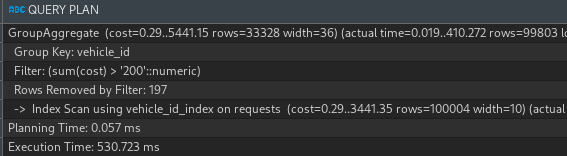 ABC QUERY PLAN
GroupAggregate (cost=0.29..5441.15 rows=33328 width=36) (actual time=0.019..410.272 rows=99803 lo
Group Key: vehicle_id
Filter: (sum(cost) > '200'::numeric)
Rows Removed by Filter: 197
-> Index Scan using vehicle_id_index on requests (cost=0.29..3441.35 rows=100004 width=10) (actual
Planning Time: 0.057 ms
Execution Time: 530.723 ms